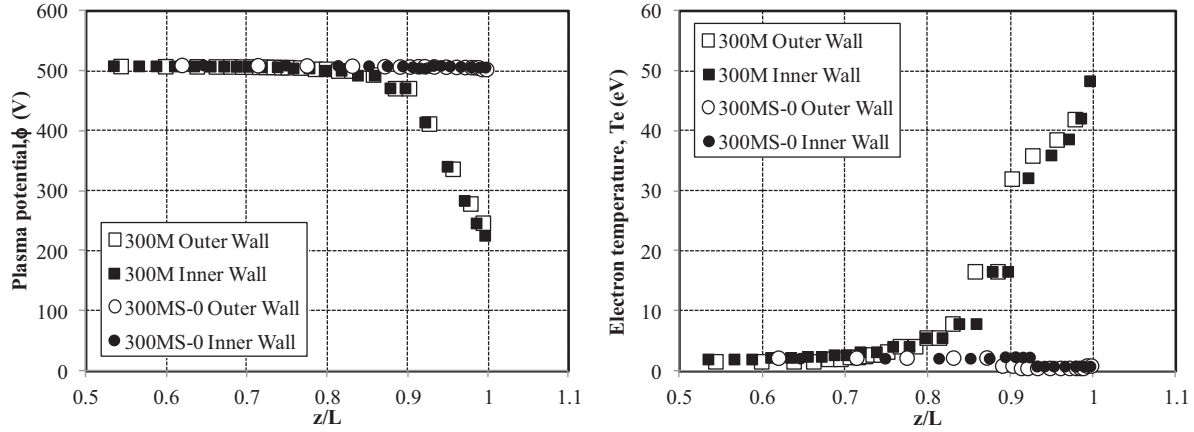 600
500
400
300
200
100
0
Plasma potential,ϕ (V)
300M Outer Wall
300M Inner Wall
300MS-0 Outer Wall
300MS-0 Inner Wall
0.5 0.6 0.7 0.8 0.9 1 1.1
z/L
60
50
40
30
20
10
0
Electron temperature, Te (eV)
300M Outer Wall
300M Inner Wall
300MS-0 Outer Wall
300MS-0 Inner Wall
0.5 0.6 0.7 0.8 0.9 1 1.1
z/L